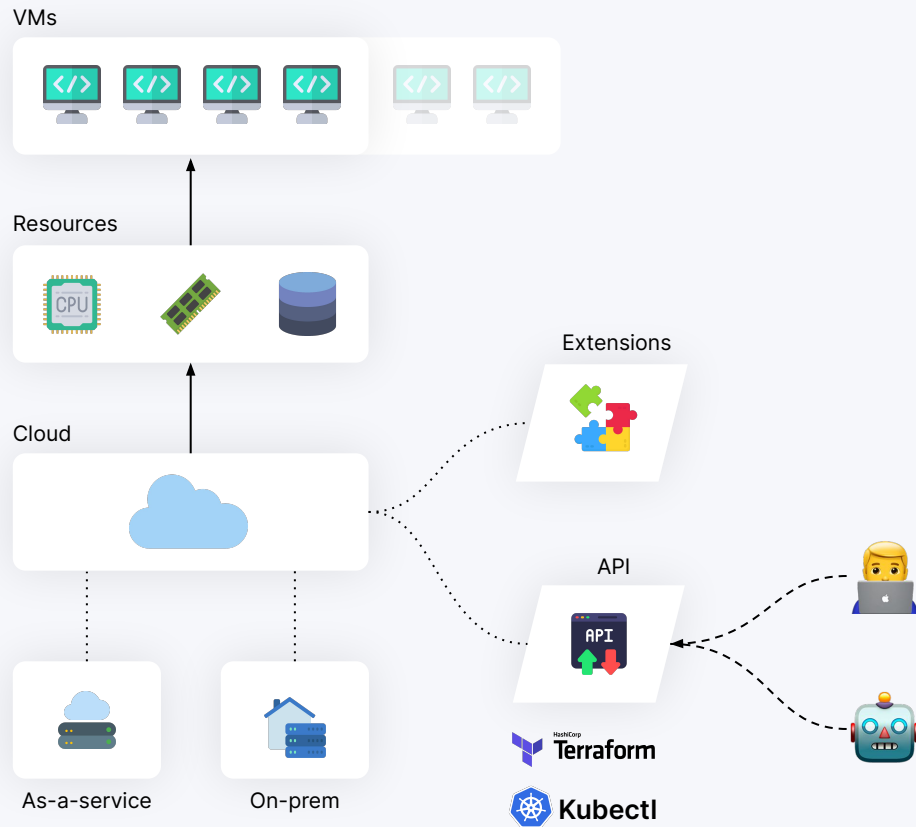 VMs
</>
</>
</>
</>
</>
</>
Resources
CPU
Extensions
Cloud
API
API
HashiCorp
Terraform
As-a-service
On-prem
Kubectl